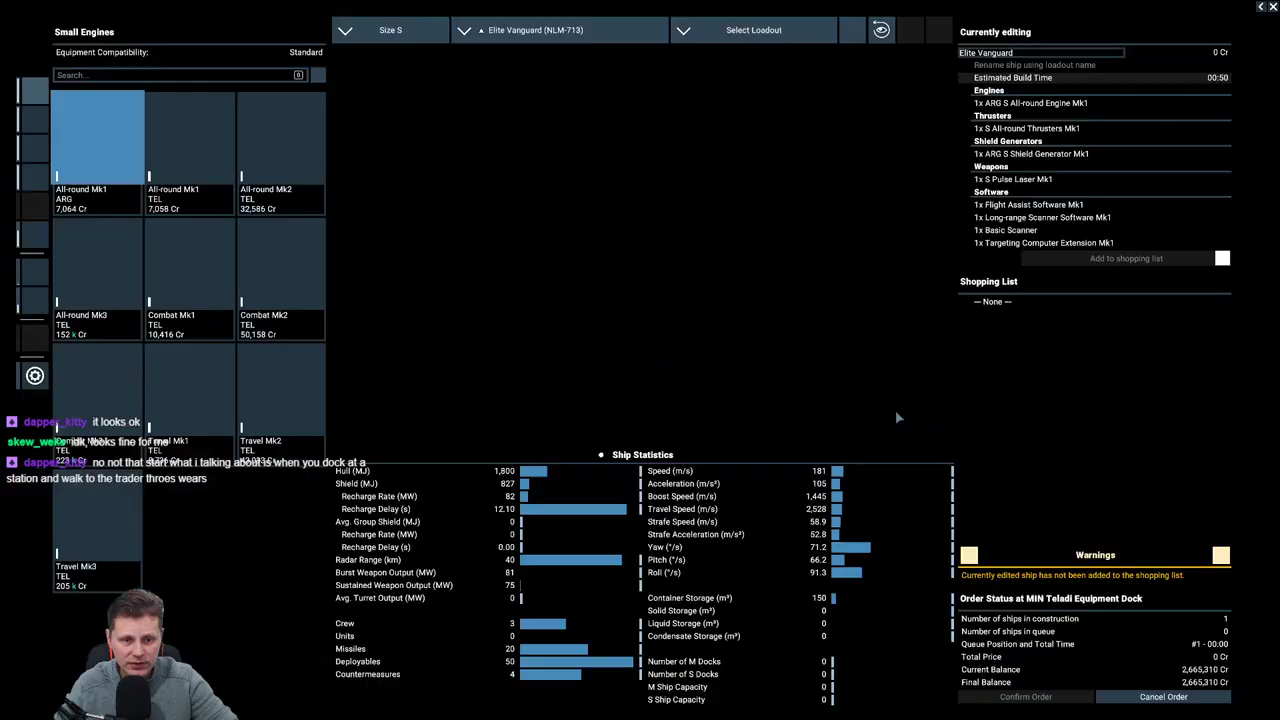 Small Engines
Equipment Compatibility: Standard
Search...
0
All-round Mk1
ARG
7,064 Cr
All-round Mk1
TEL
7,058 Cr
All-round Mk2
TEL
32,586 Cr
All-round Mk3
TEL
152 k Cr
Combat Mk1
TEL
10,416 Cr
Combat Mk2
TEL
50,158 Cr
TEL
Travel Mk1
TEL
Travel Mk2
TEL
Travel Mk3
TEL
205 k Cr
dapper_kitty it looks ok
skew_weks idk, looks fine for me
dapper_kitty no not that start what i talking about is when you dock at a
station and walk to the trader throes wears
Size S
Elite Vanguard (NLM-713)
Select Loadout
Ship Statistics
Hull (MJ) 1,800
Shield (MJ) 827
Recharge Rate (MW) 82
Recharge Delay (s) 12.10
Avg. Group Shield (MJ) 0
Recharge Rate (MW) 0
Recharge Delay (s) 0.00
Radar Range (km) 40
Burst Weapon Output (MW) 81
Sustained Weapon Output (MW) 75
Avg. Turret Output (MW) 0
Crew 3
Units 0
Missiles 20
Deployables 50
Countermeasures 4
Speed (m/s) 181
Acceleration (m/s²) 105
Boost Speed (m/s) 1,445
Travel Speed (m/s) 2,528
Strafe Speed (m/s) 58.9
Strafe Acceleration (m/s²) 52.8
Yaw (°/s) 71.2
Pitch (°/s) 66.2
Roll (°/s) 91.3
Container Storage (m³) 150
Solid Storage (m³) 0
Liquid Storage (m³) 0
Condensate Storage (m³) 0
Number of M Docks 0
Number of S Docks 0
M Ship Capacity 0
S Ship Capacity 0
Currently editing
Elite Vanguard 0 Cr
Rename ship using loadout name
Estimated Build Time 00:50
Engines
1x ARG S All-round Engine Mk1
Thrusters
1x S All-round Thrusters Mk1
Shield Generators
1x ARG S Shield Generator Mk1
Weapons
1x S Pulse Laser Mk1
Software
1x Flight Assist Software Mk1
1x Long-range Scanner Software Mk1
1x Basic Scanner
1x Targeting Computer Extension Mk1
Add to shopping list
Shopping List
— None —
Warnings
Currently edited ship has not been added to the shopping list.
Order Status at MIN Teladi Equipment Dock
Number of ships in construction 1
Number of ships in queue 0
Queue Position and Total Time #1 - 00:00
Total Price 0 Cr
Current Balance 2,665,310 Cr
Final Balance 2,665,310 Cr
Confirm Order
Cancel Order